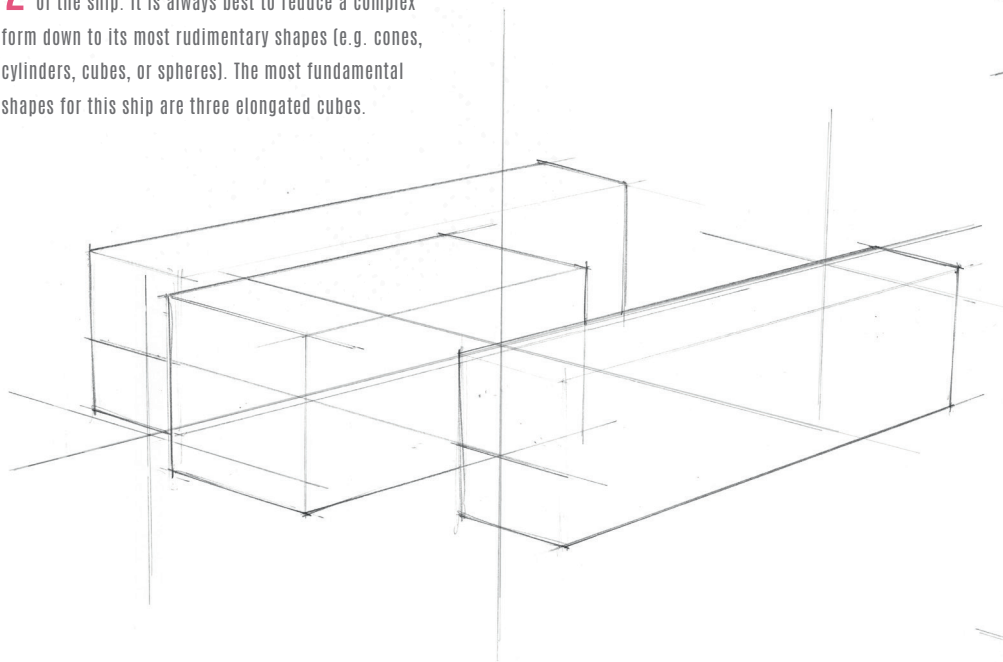 2 of the ship. It is always best to reduce a complex
form down to its most rudimentary shapes (e.g. cones,
cylinders, cubes, or spheres). The most fundamental
shapes for this ship are three elongated cubes.